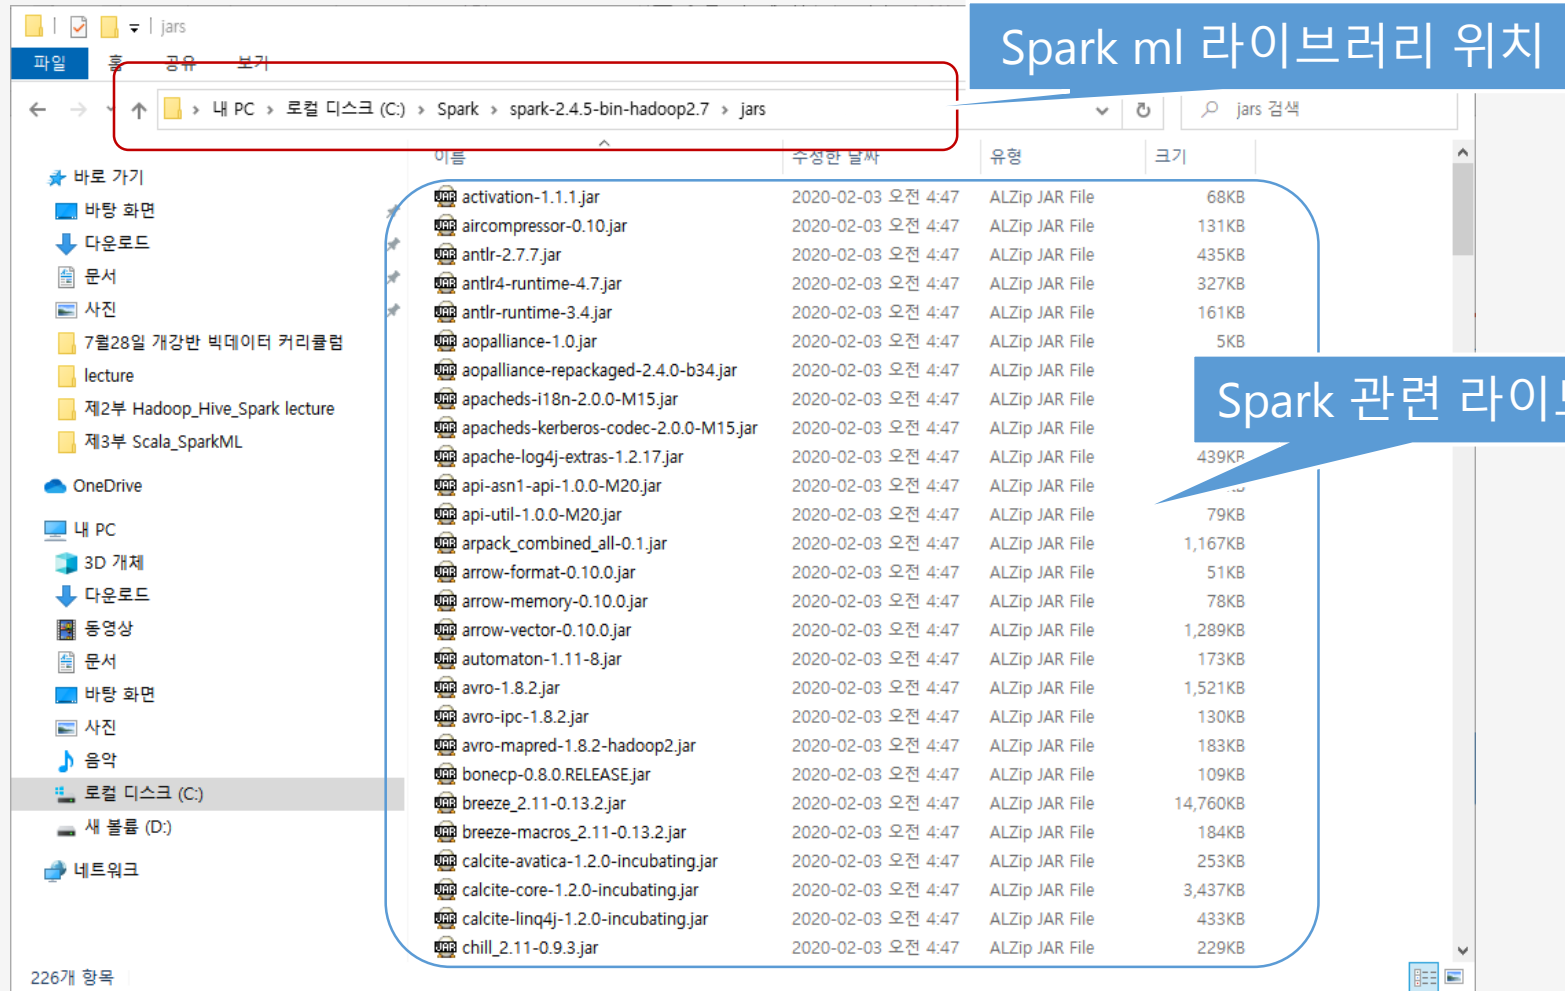 jars
Spark ml 라이브러리 위치
파일 홈 공유 보기
내 PC > 로컬 디스크 (C:) > Spark > spark-2.4.5-bin-hadoop2.7 > jars
jars 검색
이름 수정한 날짜 유형 크기
바로 가기
바탕 화면
다운로드
문서
사진
7월28일 개강반 빅데이터 커리큘럼
lecture
제2부 Hadoop_Hive_Spark lecture
제3부 Scala_SparkML
OneDrive
내 PC
3D 개체
다운로드
동영상
문서
바탕 화면
사진
음악
로컬 디스크 (C:)
새 볼륨 (D:)
네트워크
activation-1.1.1.jar 2020-02-03 오전 4:47 ALZip JAR File 68KB
aircompressor-0.10.jar 2020-02-03 오전 4:47 ALZip JAR File 131KB
antlr-2.7.7.jar 2020-02-03 오전 4:47 ALZip JAR File 435KB
antlr4-runtime-4.7.jar 2020-02-03 오전 4:47 ALZip JAR File 327KB
antlr-runtime-3.4.jar 2020-02-03 오전 4:47 ALZip JAR File 161KB
aopalliance-1.0.jar 2020-02-03 오전 4:47 ALZip JAR File 5KB
aopalliance-repackaged-2.4.0-b34.jar 2020-02-03 오전 4:47 ALZip JAR File
apacheds-i18n-2.0.0-M15.jar 2020-02-03 오전 4:47 ALZip JAR File
apacheds-kerberos-codec-2.0.0-M15.jar 2020-02-03 오전 4:47 ALZip JAR File
apache-log4j-extras-1.2.17.jar 2020-02-03 오전 4:47 ALZip JAR File 439KB
api-asn1-api-1.0.0-M20.jar 2020-02-03 오전 4:47 ALZip JAR File
api-util-1.0.0-M20.jar 2020-02-03 오전 4:47 ALZip JAR File 79KB
arpack_combined_all-0.1.jar 2020-02-03 오전 4:47 ALZip JAR File 1,167KB
arrow-format-0.10.0.jar 2020-02-03 오전 4:47 ALZip JAR File 51KB
arrow-memory-0.10.0.jar 2020-02-03 오전 4:47 ALZip JAR File 78KB
arrow-vector-0.10.0.jar 2020-02-03 오전 4:47 ALZip JAR File 1,289KB
automaton-1.11-8.jar 2020-02-03 오전 4:47 ALZip JAR File 173KB
avro-1.8.2.jar 2020-02-03 오전 4:47 ALZip JAR File 1,521KB
avro-ipc-1.8.2.jar 2020-02-03 오전 4:47 ALZip JAR File 130KB
avro-mapred-1.8.2-hadoop2.jar 2020-02-03 오전 4:47 ALZip JAR File 183KB
bonecp-0.8.0.RELEASE.jar 2020-02-03 오전 4:47 ALZip JAR File 109KB
breeze_2.11-0.13.2.jar 2020-02-03 오전 4:47 ALZip JAR File 14,760KB
breeze-macros_2.11-0.13.2.jar 2020-02-03 오전 4:47 ALZip JAR File 184KB
calcite-avatica-1.2.0-incubating.jar 2020-02-03 오전 4:47 ALZip JAR File 253KB
calcite-core-1.2.0-incubating.jar 2020-02-03 오전 4:47 ALZip JAR File 3,437KB
calcite-linq4j-1.2.0-incubating.jar 2020-02-03 오전 4:47 ALZip JAR File 433KB
chill_2.11-0.9.3.jar 2020-02-03 오전 4:47 ALZip JAR File 229KB
Spark 관련 라이
226개 항목